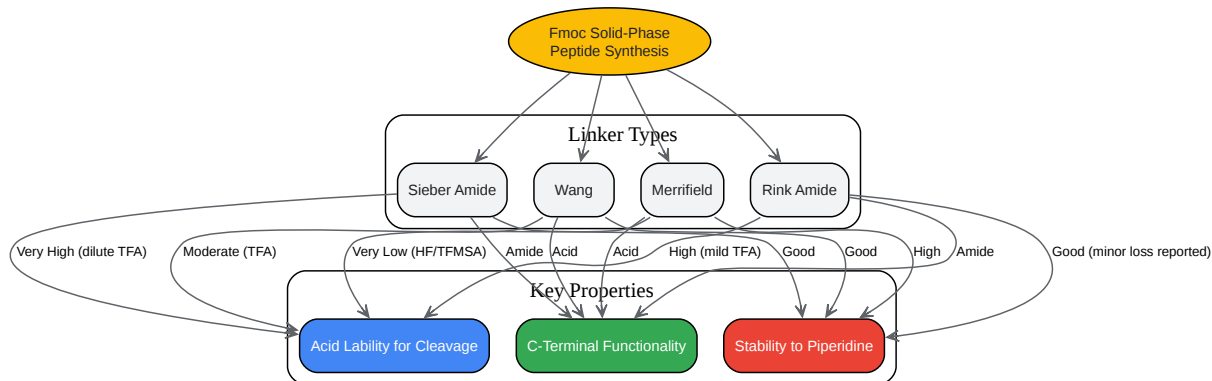 Fmoc Solid-Phase
Peptide Synthesis
Linker Types
Sieber Amide
Wang
Merrifield
Rink Amide
Very High (dilute TFA)
Moderate (TFA)
Very Low (HF/TFMSA)
Amide
Acid
Acid
High (mild TFA)
Good
Good
High
Amide
Good (minor loss reported)
Key Properties
Acid Lability for Cleavage
C-Terminal Functionality
Stability to Piperidine